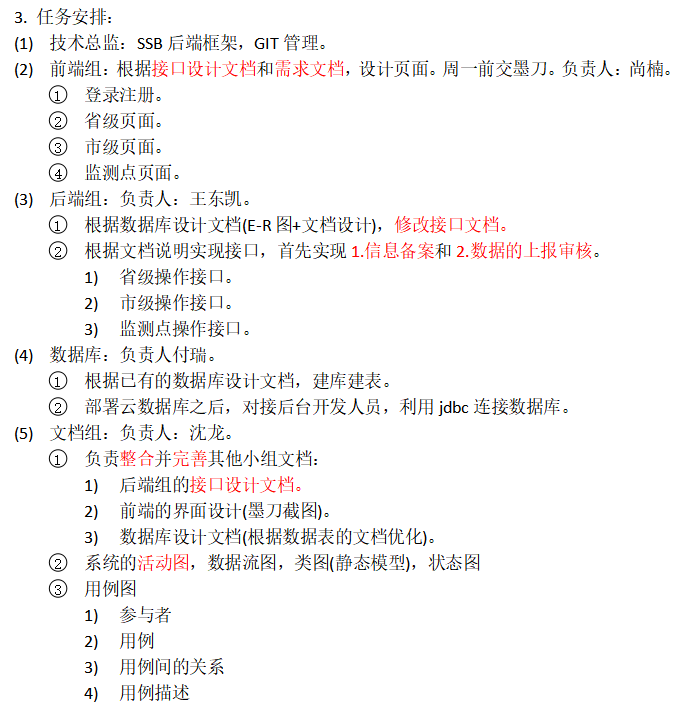 3. 任务安排：
(1) 技术总监：SSB 后端框架，GIT 管理。
(2) 前端组：根据接口设计文档和需求文档，设计页面。周一前交墨刀。负责人：尚楠。
① 登录注册。
② 省级页面。
③ 市级页面。
④ 监测点页面。
(3) 后端组：负责人：王东凯。
① 根据数据库设计文档(E-R 图+文档设计)，修改接口文档。
② 根据文档说明实现接口，首先实现 1.信息备案和 2.数据的上报审核。
1) 省级操作接口。
2) 市级操作接口。
3) 监测点操作接口。
(4) 数据库：负责人付瑞。
① 根据已有的数据库设计文档，建库建表。
② 部署云数据库之后，对接后台开发人员，利用 jdbc 连接数据库。
(5) 文档组：负责人：沈龙。
① 负责整合并完善其他小组文档：
1) 后端组的接口设计文档。
2) 前端的界面设计(墨刀截图)。
3) 数据库设计文档(根据数据表的文档优化)。
② 系统的活动图，数据流图，类图(静态模型)，状态图
③ 用例图
1) 参与者
2) 用例
3) 用例间的关系
4) 用例描述